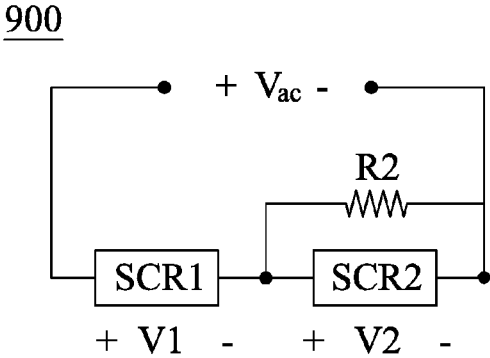 900
+ Vac -
R2
SCR1 SCR2
+ V1 - + V2 -